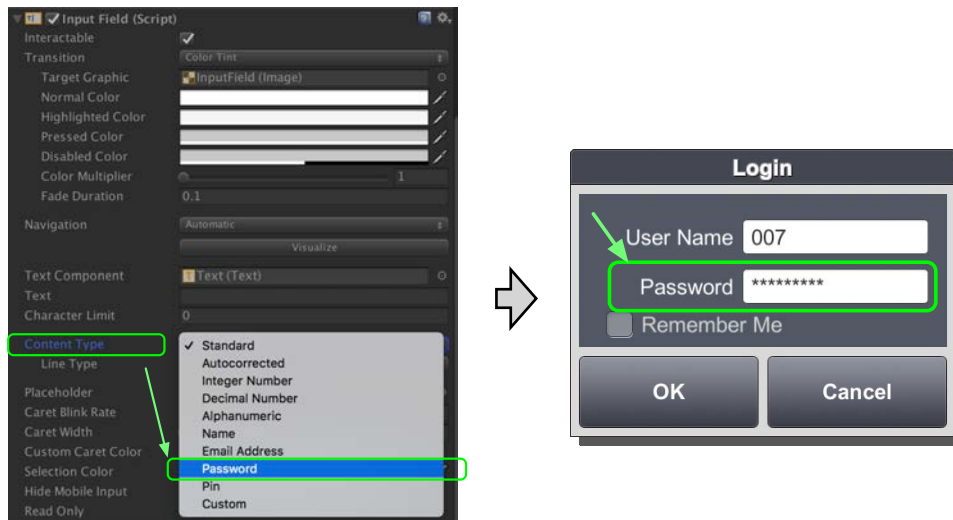 Input Field (Script)
Interactable
Transition Color Tint
Target Graphic InputField (Image)
Normal Color
Highlighted Color
Pressed Color
Disabled Color
Color Multiplier 1
Fade Duration 0.1
Navigation Automatic
Visualize
Text Component Text (Text)
Text
Character Limit 0
Content Type
Line Type
Placeholder
Caret Blink Rate
Caret Width
Custom Caret Color
Selection Color
Hide Mobile Input
Read Only
✓ Standard
Autocorrected
Integer Number
Decimal Number
Alphanumeric
Name
Email Address
Password
Pin
Custom
Login
User Name 007
Password *********
Remember Me
OK Cancel